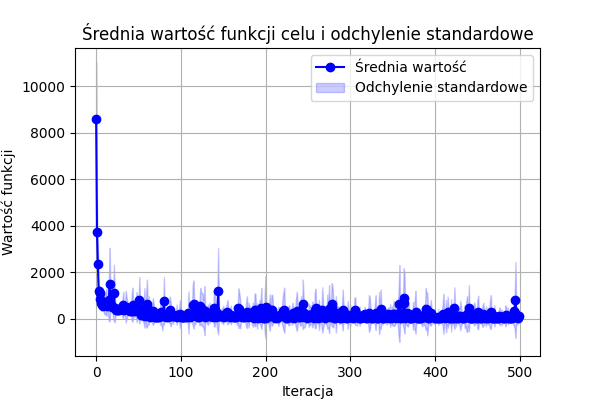 Średnia wartość funkcji celu i odchylenie standardowe
Średnia wartość
Odchylenie standardowe
Wartość funkcji
10000
8000
6000
4000
2000
0
0 100 200 300 400 500
Iteracja